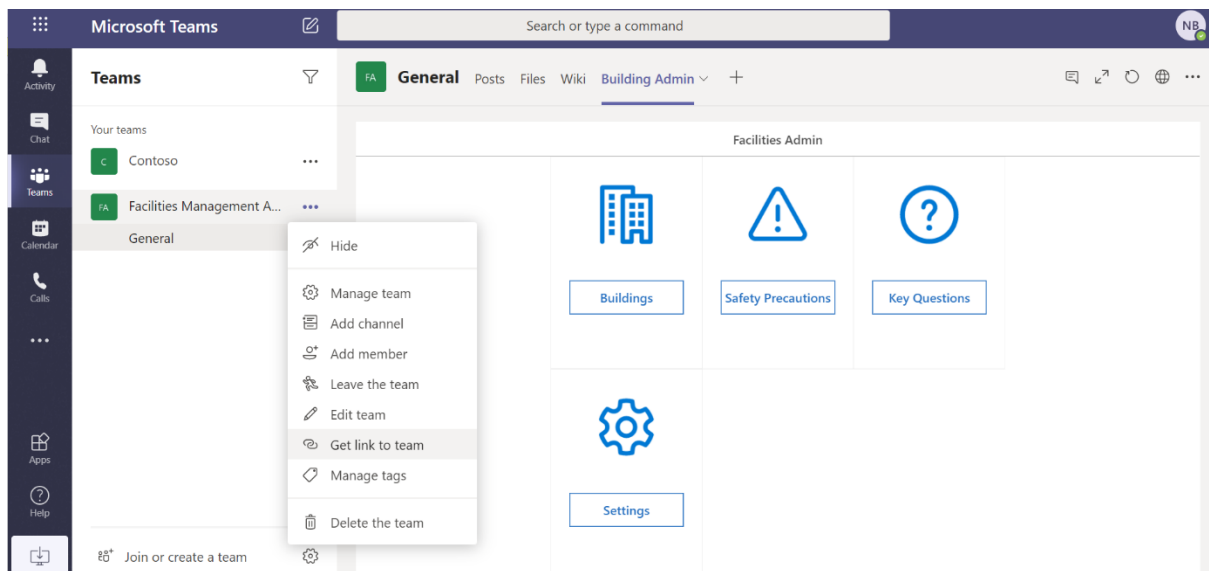 Microsoft Teams
Search or type a command
NB
Activity
Chat
Teams
Calendar
Calls
Apps
Help
Teams
Your teams
C Contoso
FA Facilities Management A...
General
Join or create a team
Hide
Manage team
Add channel
Add member
Leave the team
Edit team
Get link to team
Manage tags
Delete the team
FA General Posts Files Wiki Building Admin
Facilities Admin
Buildings
Safety Precautions
Key Questions
Settings